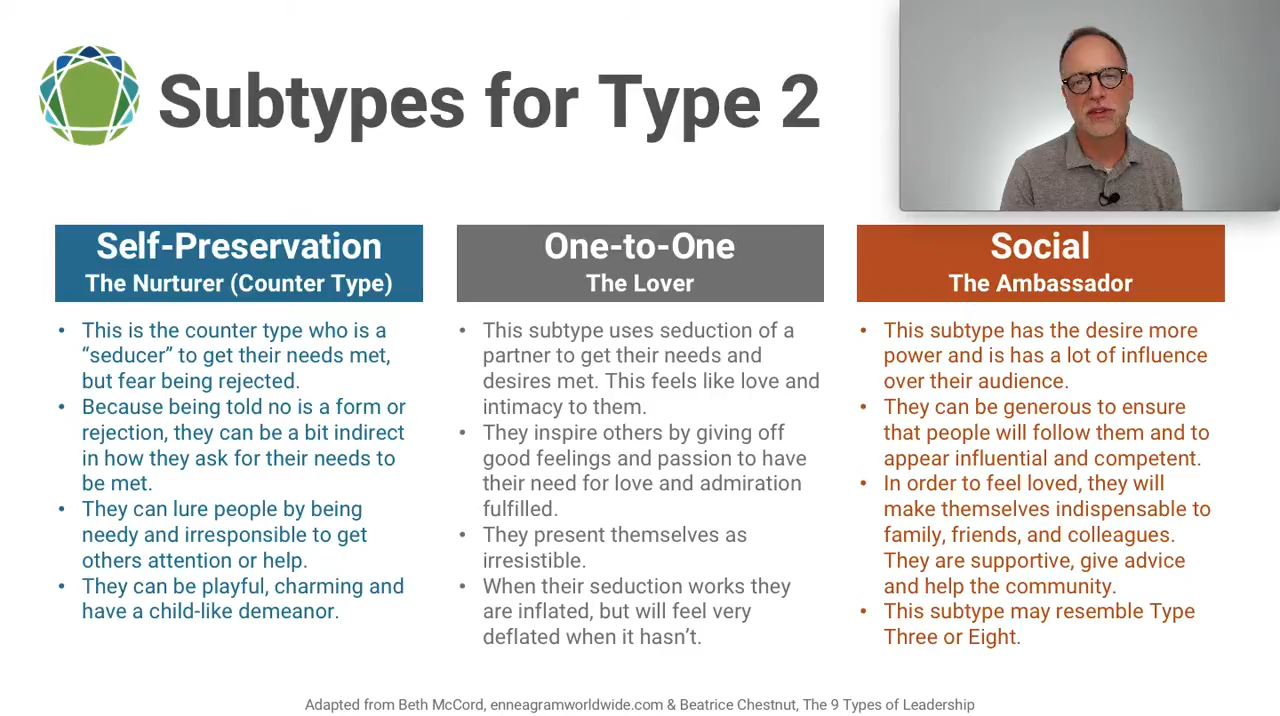 Subtypes for Type 2
Self-Preservation
The Nurturer (Counter Type)
• This is the counter type who is a
“seducer” to get their needs met,
but fear being rejected.
• Because being told no is a form or
rejection, they can be a bit indirect
in how they ask for their needs to
be met.
• They can lure people by being
needy and irresponsible to get
others attention or help.
• They can be playful, charming and
have a child-like demeanor.
One-to-One
The Lover
• This subtype uses seduction of a
partner to get their needs and
desires met. This feels like love and
intimacy to them.
• They inspire others by giving off
good feelings and passion to have
their need for love and admiration
fulfilled.
• They present themselves as
irresistible.
• When their seduction works they
are inflated, but will feel very
deflated when it hasn’t.
Social
The Ambassador
• This subtype has the desire more
power and is has a lot of influence
over their audience.
• They can be generous to ensure
that people will follow them and to
appear influential and competent.
• In order to feel loved, they will
make themselves indispensable to
family, friends, and colleagues.
They are supportive, give advice
and help the community.
• This subtype may resemble Type
Three or Eight.
Adapted from Beth McCord, enneagramworldwide.com & Beatrice Chestnut, The 9 Types of Leadership